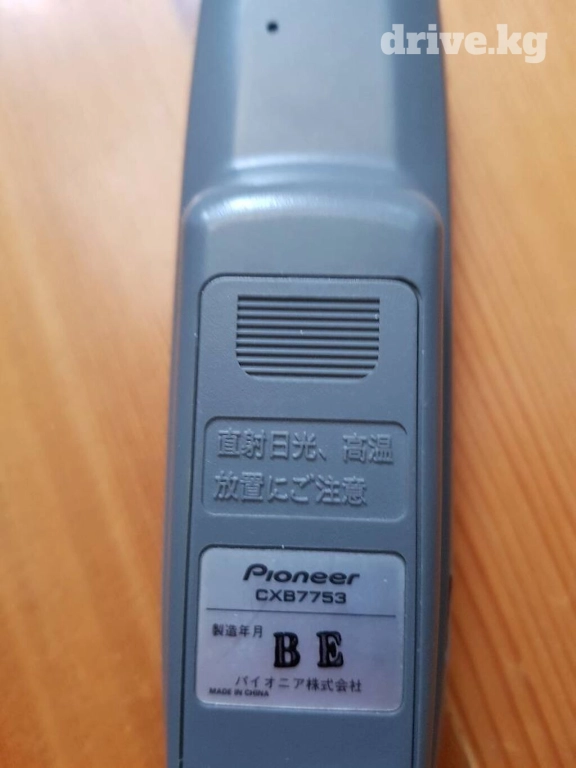 drive.kg
直射日光、高温
放置にご注意
Pioneer
CXB7753
製造年月
B E
パイオニア株式会社
MADE IN CHINA